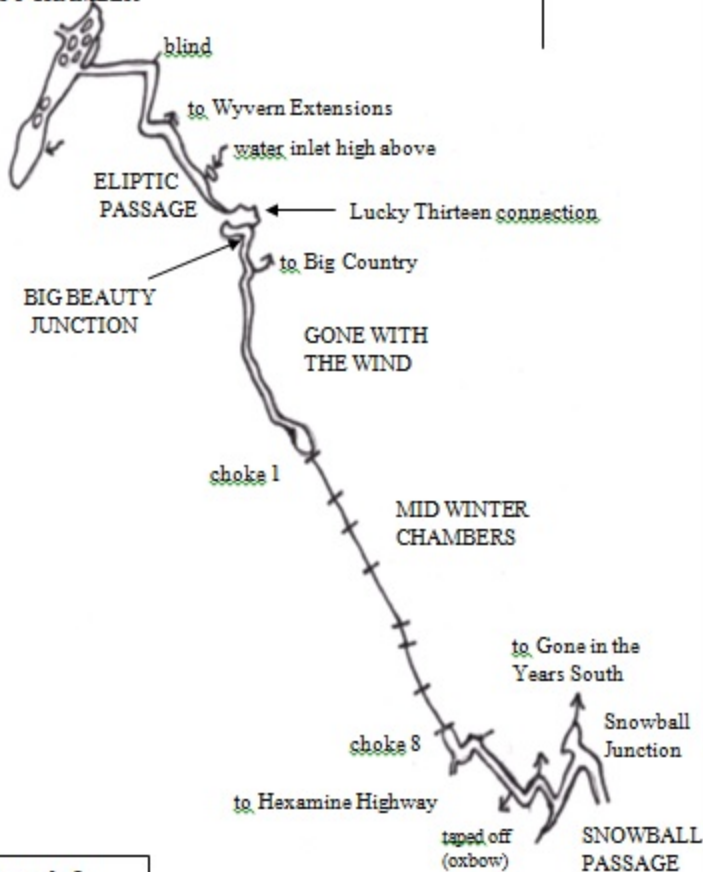 blind
to Wyvern Extensions
water inlet high above
ELIPTIC
PASSAGE
Lucky Thirteen connection
to Big Country
BIG BEAUTY
JUNCTION
GONE WITH
THE WIND
choke 1
MID WINTER
CHAMBERS
to Gone in the
Years South
Snowball
Junction
choke 8
to Hexamine Highway
taped off
(oxbow)
SNOWBALL
PASSAGE